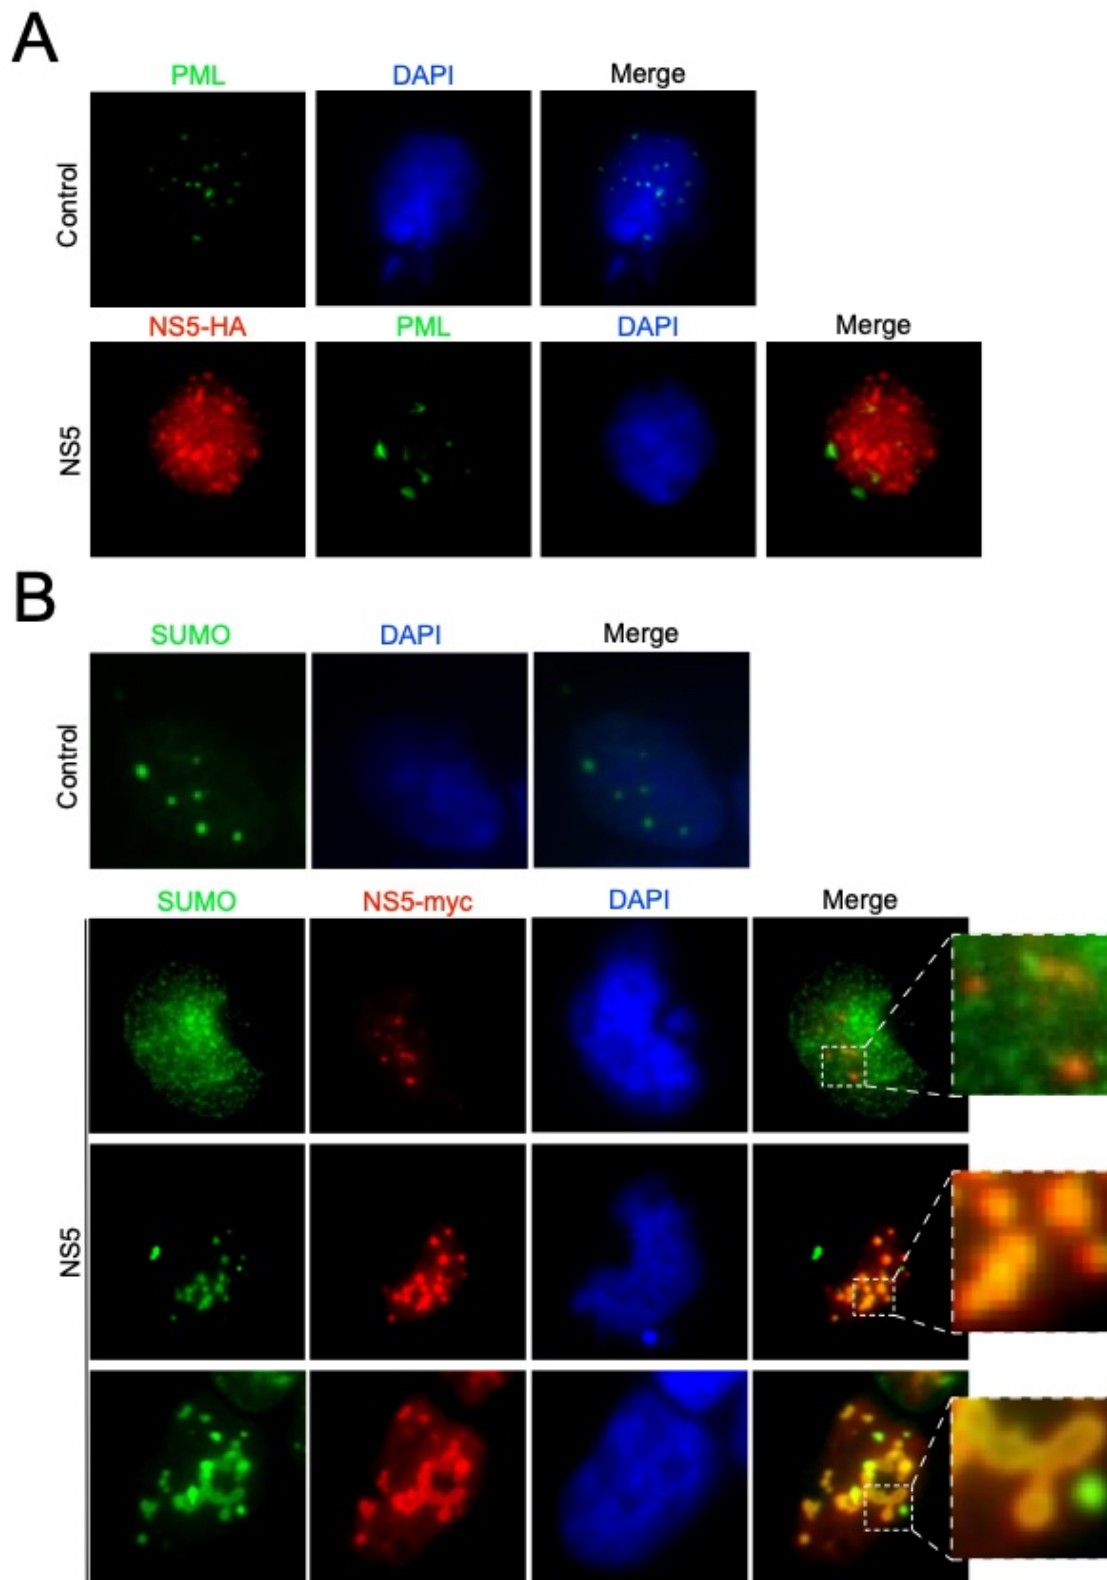 A
PML DAPI Merge
Control
NS5-HA PML DAPI Merge
NS5
B
SUMO DAPI Merge
Control
SUMO NS5-myc DAPI Merge
NS5